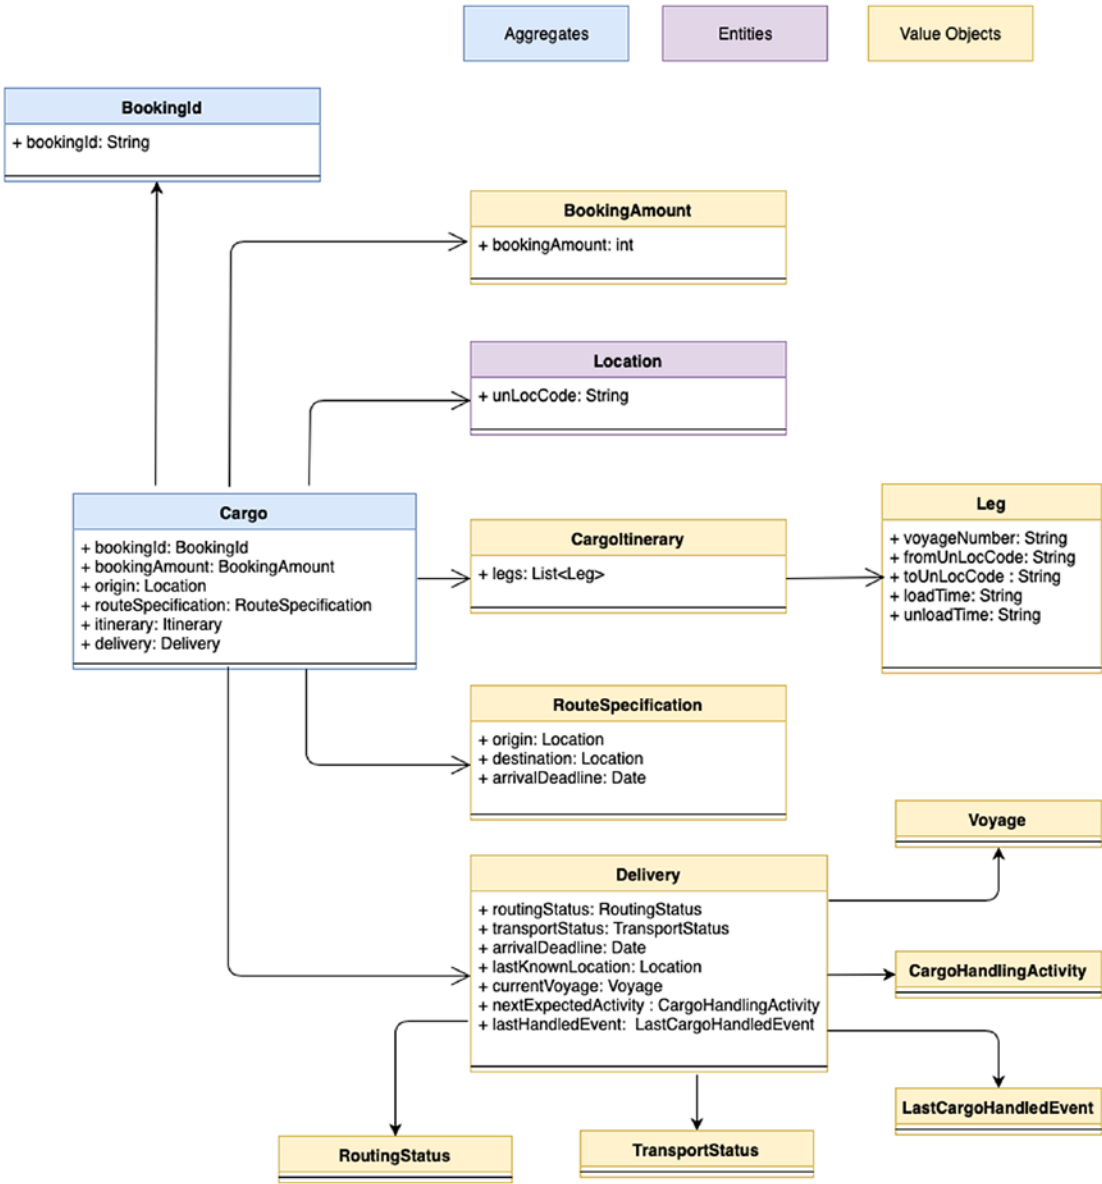 Aggregates
Entities
Value Objects
BookingId
+ bookingId: String
BookingAmount
+ bookingAmount: int
Location
+ unLocCode: String
Cargo
+ bookingId: BookingId
+ bookingAmount: BookingAmount
+ origin: Location
+ routeSpecification: RouteSpecification
+ itinerary: Itinerary
+ delivery: Delivery
CargoItinerary
+ legs: List<Leg>
Leg
+ voyageNumber: String
+ fromUnLocCode: String
+ toUnLocCode : String
+ loadTime: String
+ unloadTime: String
RouteSpecification
+ origin: Location
+ destination: Location
+ arrivalDeadline: Date
Voyage
Delivery
+ routingStatus: RoutingStatus
+ transportStatus: TransportStatus
+ arrivalDeadline: Date
+ lastKnownLocation: Location
+ currentVoyage: Voyage
+ nextExpectedActivity : CargoHandlingActivity
+ lastHandledEvent:  LastCargoHandledEvent
CargoHandlingActivity
LastCargoHandledEvent
RoutingStatus
TransportStatus